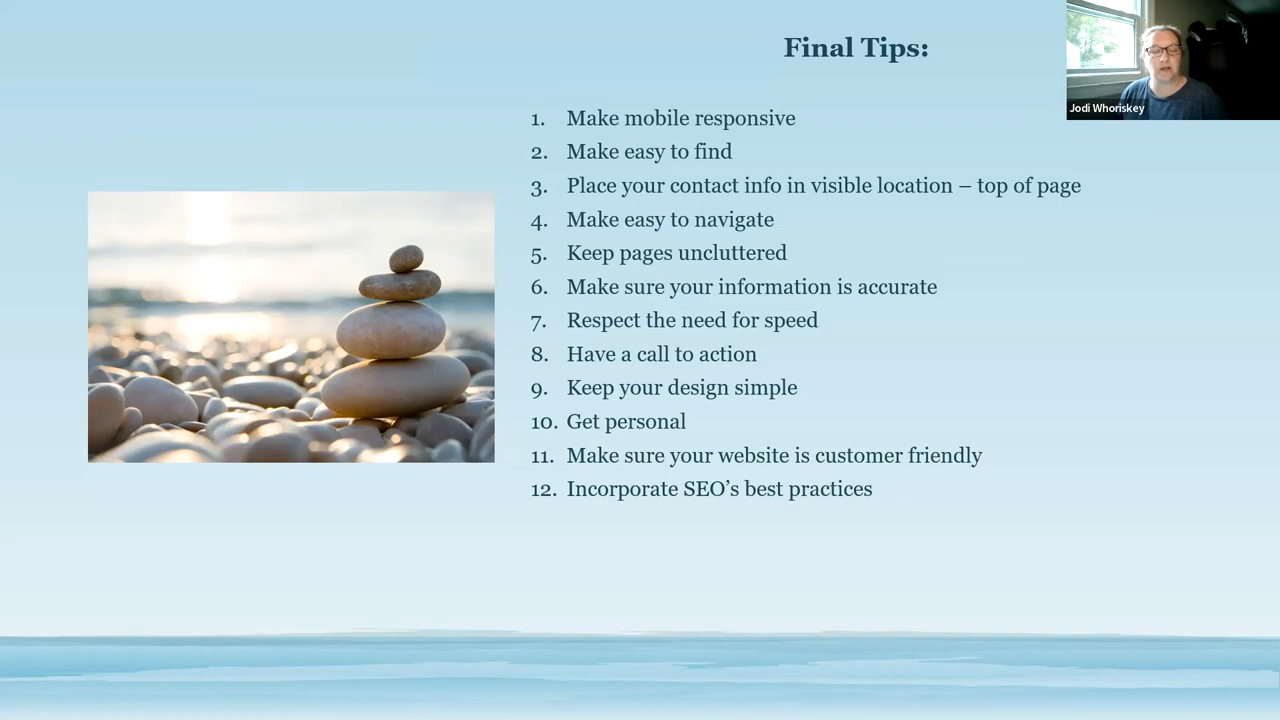 Final Tips:
Jodi Whoriskey
1. Make mobile responsive
2. Make easy to find
3. Place your contact info in visible location – top of page
4. Make easy to navigate
5. Keep pages uncluttered
6. Make sure your information is accurate
7. Respect the need for speed
8. Have a call to action
9. Keep your design simple
10. Get personal
11. Make sure your website is customer friendly
12. Incorporate SEO’s best practices